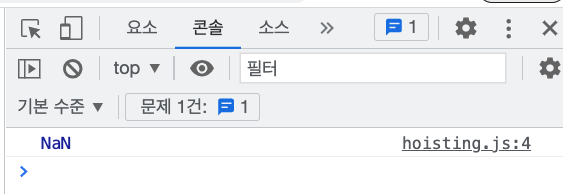 요소 콘솔 소스 » 1
top ▼ 필터
기본 수준 ▼ 문제 1건: 1
NaN hoisting.js:4
>